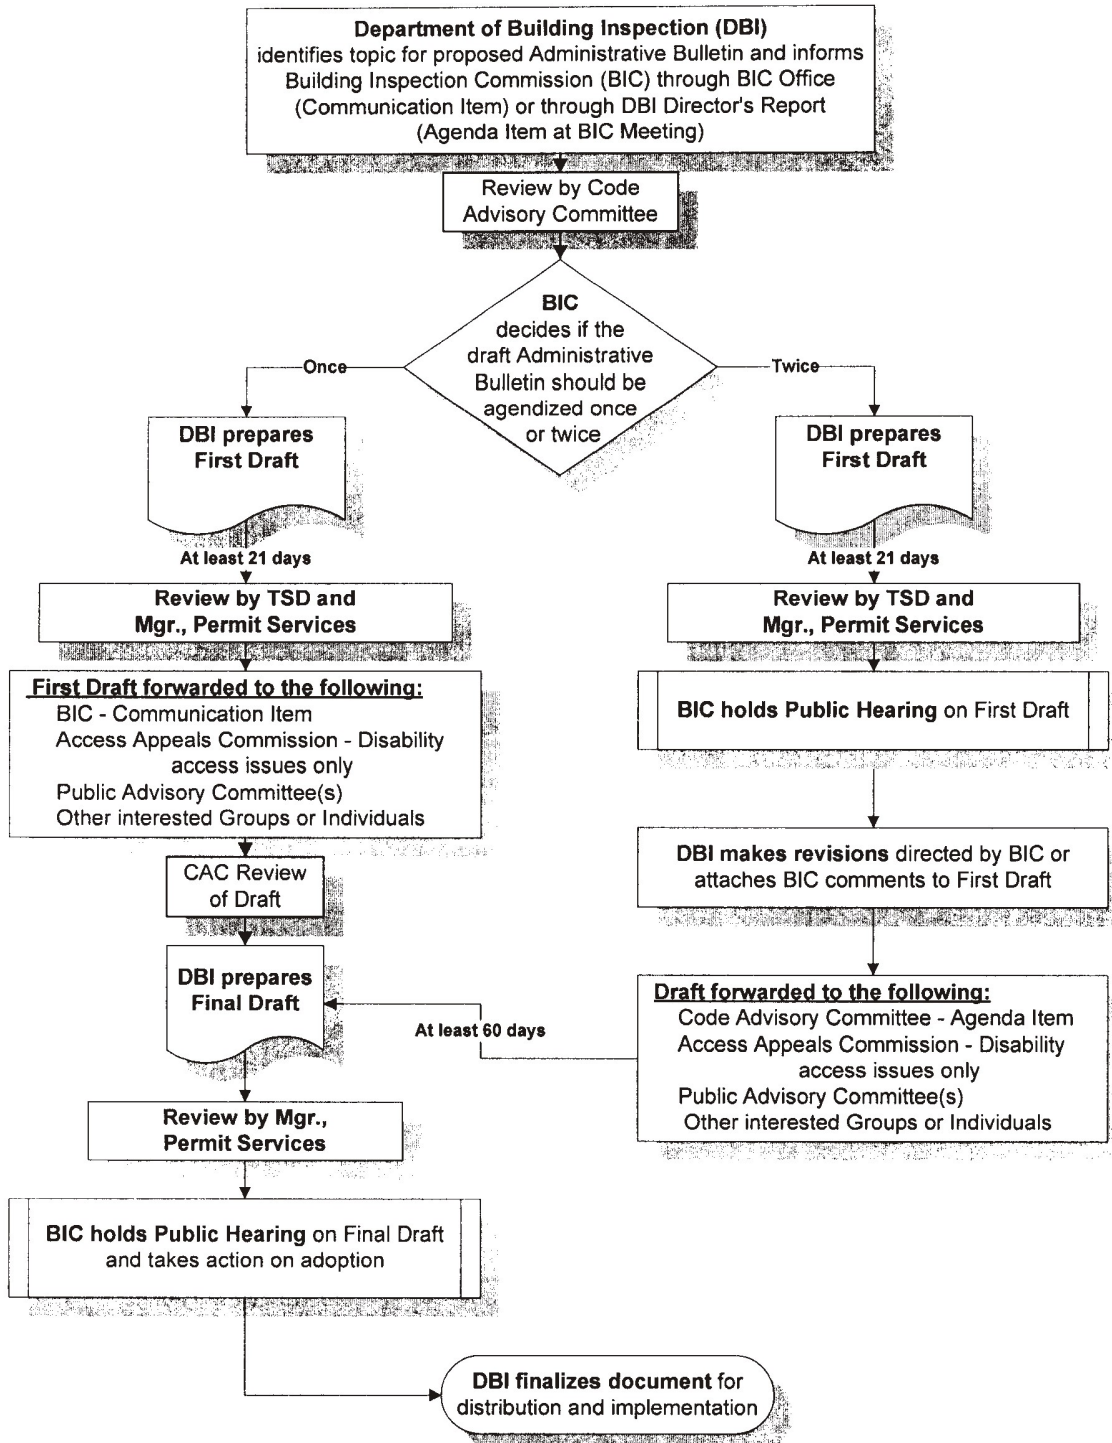 Department of Building Inspection (DBI)
identifies topic for proposed Administrative Bulletin and informs
Building Inspection Commission (BIC) through BIC Office
(Communication Item) or through DBI Director's Report
(Agenda Item at BIC Meeting)
Review by Code
Advisory Committee
BIC
decides if the
draft Administrative
Bulletin should be
agendized once
or twice
Once
Twice
DBI prepares
First Draft
At least 21 days
Review by TSD and
Mgr., Permit Services
First Draft forwarded to the following:
BIC - Communication Item
Access Appeals Commission - Disability
access issues only
Public Advisory Committee(s)
Other interested Groups or Individuals
CAC Review
of Draft
DBI prepares
Final Draft
Review by Mgr.,
Permit Services
BIC holds Public Hearing on Final Draft
and takes action on adoption
DBI prepares
First Draft
At least 21 days
Review by TSD and
Mgr., Permit Services
BIC holds Public Hearing on First Draft
DBI makes revisions directed by BIC or
attaches BIC comments to First Draft
Draft forwarded to the following:
Code Advisory Committee - Agenda Item
Access Appeals Commission - Disability
access issues only
Public Advisory Committee(s)
Other interested Groups or Individuals
At least 60 days
DBI finalizes document for
distribution and implementation